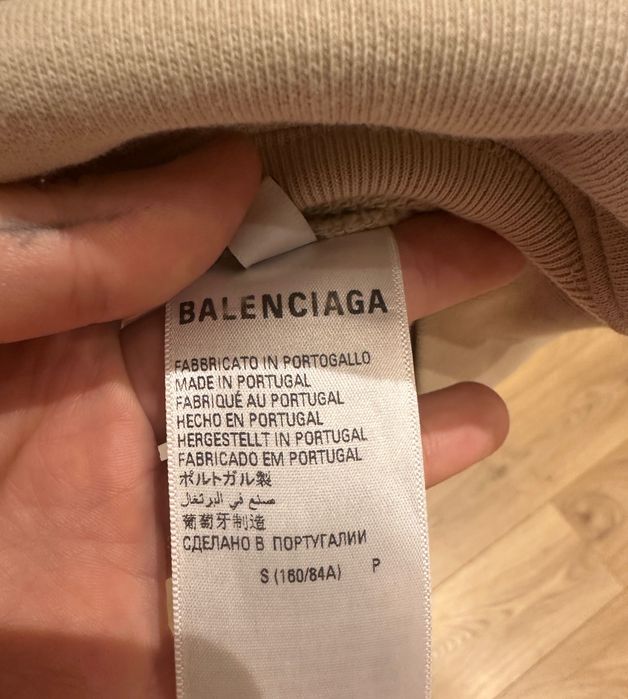 BALENCIAGA
FABBRICATO IN PORTOGALLO
MADE IN PORTUGAL
FABRIQUÉ AU PORTUGAL
HECHO EN PORTUGAL
HERGESTELLT IN PORTUGAL
FABRICADO EM PORTUGAL
ポルトガル製
صنع في البرتغال
葡萄牙制造
СДЕЛАНО В ПОРТУГАЛИИ
S (160/84A) P